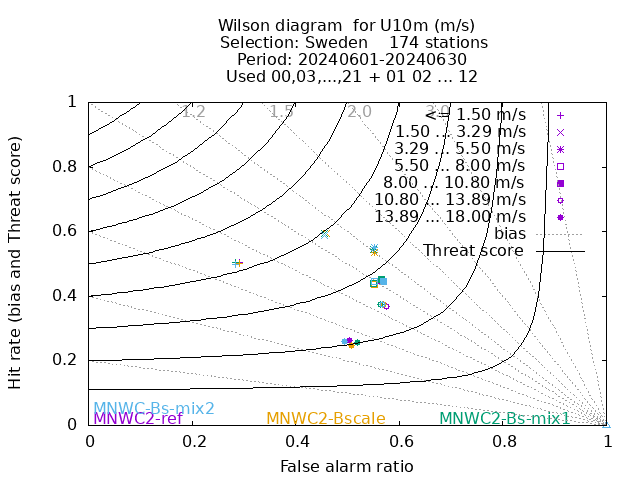 Wilson diagram  for U10m (m/s)
Selection: Sweden    174 stations
Period: 20240601-20240630
Used 00,03,...,21 + 01 02 ... 12
1.2 1.5 2.0 3.0
<= 1.50 m/s
1.50 ... 3.29 m/s
3.29 ... 5.50 m/s
5.50 ... 8.00 m/s
8.00 ... 10.80 m/s
10.80 ... 13.89 m/s
13.89 ... 18.00 m/s
bias
Threat score
Hit rate (bias and Threat score)
1
0.8
0.6
0.4
0.2
0
MNWC-Bs-mix2
MNWC2-ref MNWC2-Bscale MNWC2-Bs-mix1
0 0.2 0.4 0.6 0.8 1
False alarm ratio